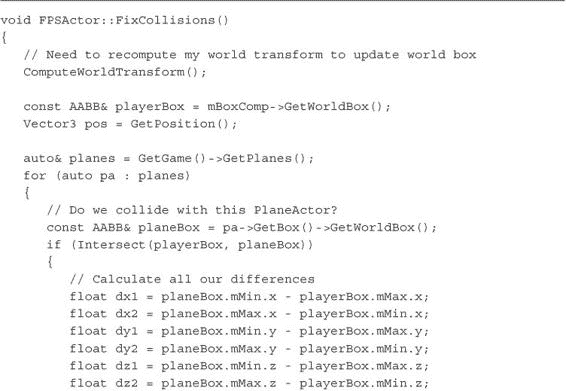 void FPSActor::FixCollisions()
{
   // Need to recompute my world transform to update world box
   ComputeWorldTransform();

   const AABB& playerBox = mBoxComp->GetWorldBox();
   Vector3 pos = GetPosition();

   auto& planes = GetGame()->GetPlanes();
   for (auto pa : planes)
   {
      // Do we collide with this PlaneActor?
      const AABB& planeBox = pa->GetBox()->GetWorldBox();
      if (Intersect(playerBox, planeBox))
      {
         // Calculate all our differences
         float dx1 = planeBox.mMin.x - playerBox.mMax.x;
         float dx2 = planeBox.mMax.x - playerBox.mMin.x;
         float dy1 = planeBox.mMin.y - playerBox.mMax.y;
         float dy2 = planeBox.mMax.y - playerBox.mMin.y;
         float dz1 = planeBox.mMin.z - playerBox.mMax.z;
         float dz2 = planeBox.mMax.z - playerBox.mMin.z;